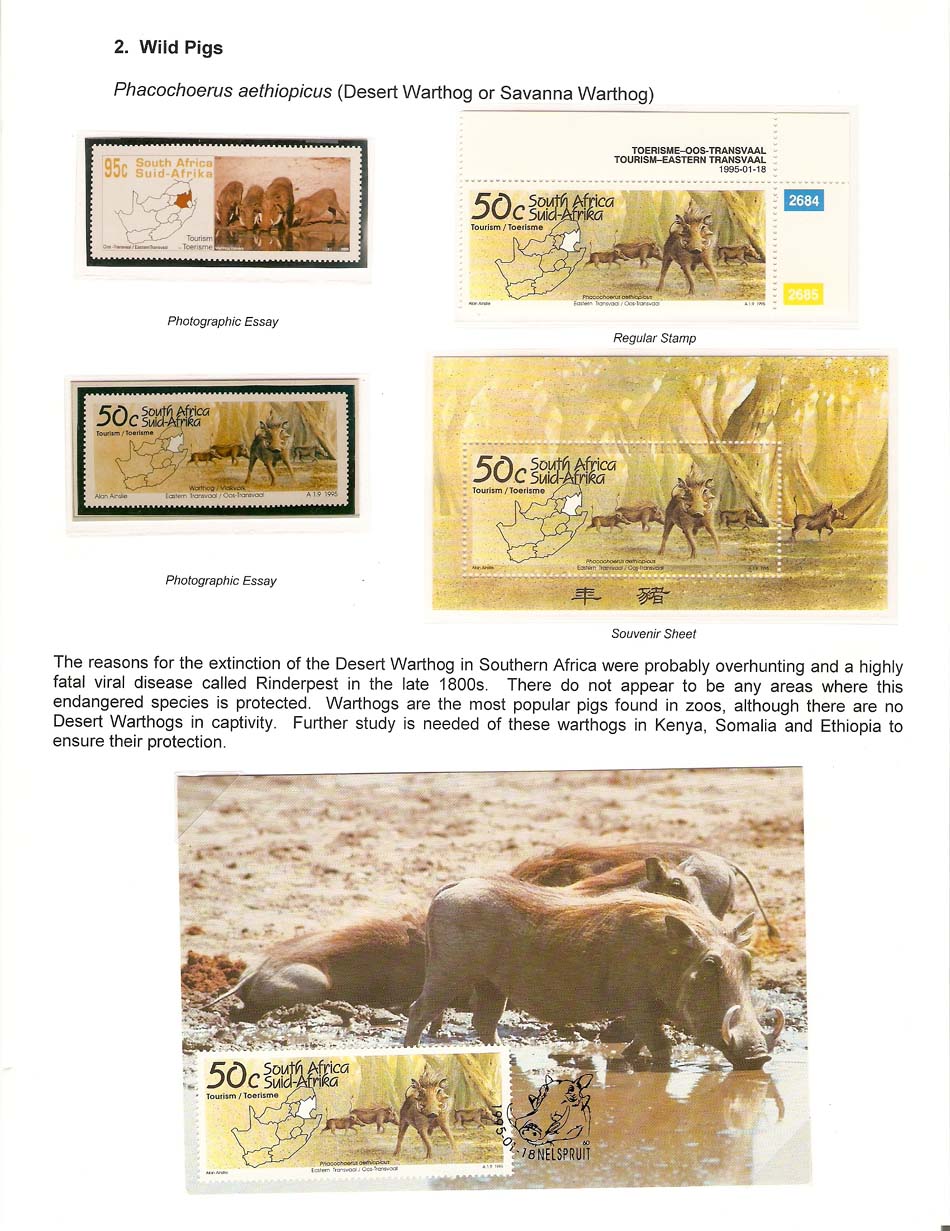 2. Wild Pigs
Phacochoerus aethiopicus (Desert Warthog or Savanna Warthog)
95c South Africa
Suid-Afrika
Tourism
Toerisme
Oos-Transvaal / Eastern Transvaal
Photographic Essay
TOERISME–OOS-TRANSVAAL
TOURISM–EASTERN TRANSVAAL
1995-01-18
50c South Africa
Suid-Afrika
Tourism / Toerisme
2684
2685
Phacochoerus aethiopicus
Alan Ainslie Eastern Transvaal / Oos-Transvaal A.1.9 1995
Regular Stamp
50c South Africa
Suid-Afrika
Tourism / Toerisme
Warthog / Vlakvark
Alan Ainslie Eastern Transvaal / Oos-Transvaal A 1.9 1995
Photographic Essay
50c South Africa
Suid-Afrika
Tourism / Toerisme
Phacochoerus aethiopicus
Alan Ainslie Eastern Transvaal / Oos-Transvaal A.1.9 1995
豬
Souvenir Sheet
The reasons for the extinction of the Desert Warthog in Southern Africa were probably overhunting and a highly
fatal viral disease called Rinderpest in the late 1800s. There do not appear to be any areas where this
endangered species is protected. Warthogs are the most popular pigs found in zoos, although there are no
Desert Warthogs in captivity. Further study is needed of these warthogs in Kenya, Somalia and Ethiopia to
ensure their protection.
50c South Africa
Suid-Afrika
Tourism / Toerisme
Phacochoerus aethiopicus
Alan Ainslie Eastern Transvaal / Oos-Transvaal A.1.9 1995
1995-01-18 NELSPRUIT
60